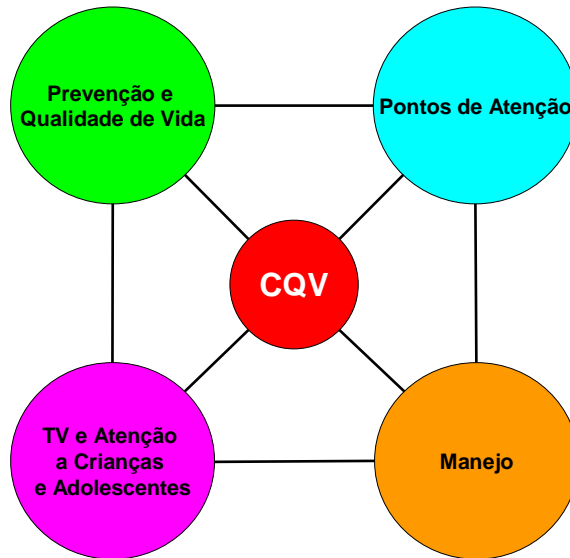 Prevenção e
Qualidade de Vida
Pontos de Atenção
CQV
TV e Atenção
a Crianças
e Adolescentes
Manejo